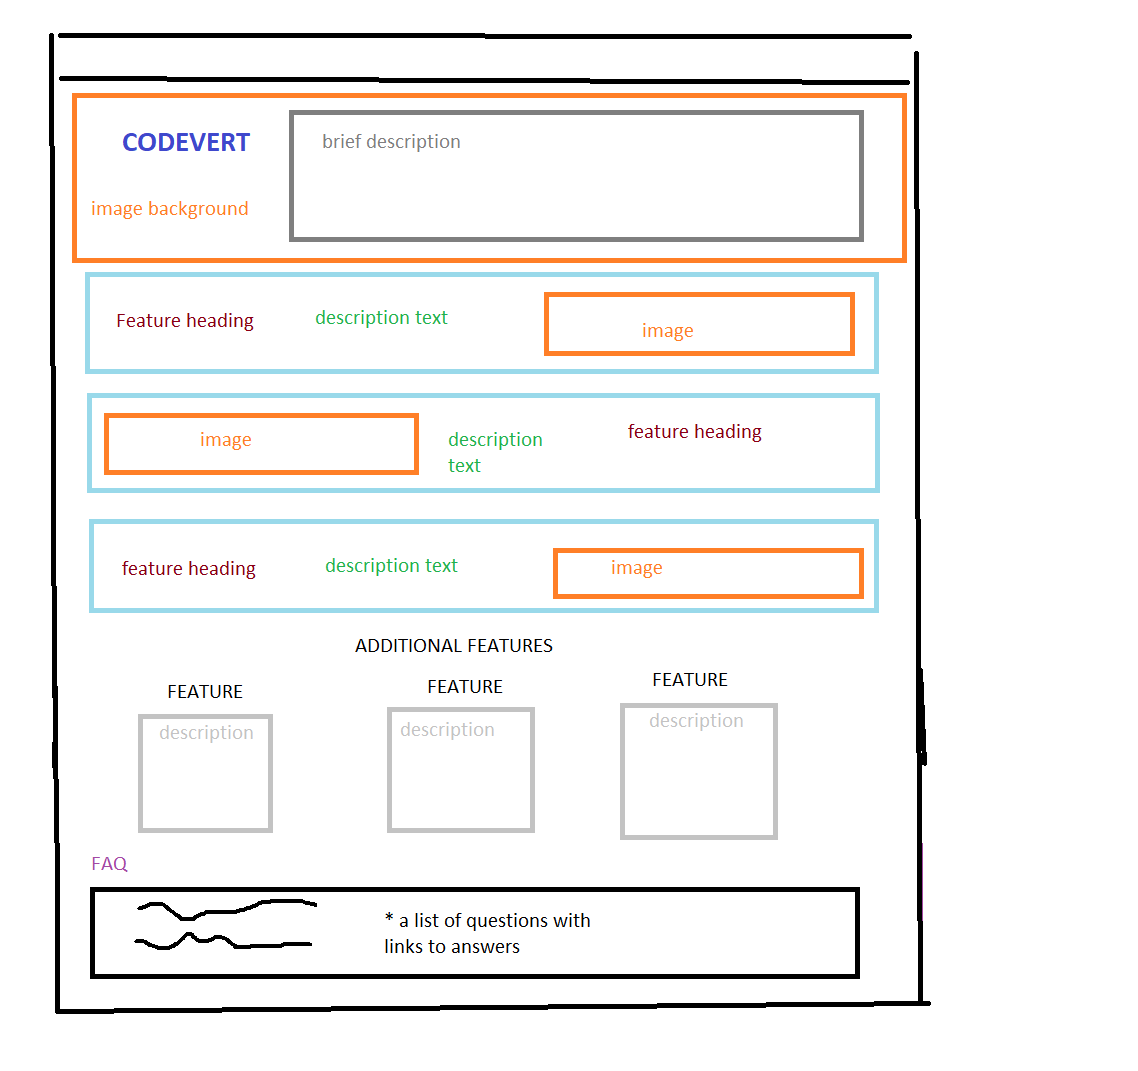 CODEVERT
brief description
image background
Feature heading
description text
image
image
description
text
feature heading
feature heading
description text
image
ADDITIONAL FEATURES
FEATURE
FEATURE
FEATURE
description
description
description
FAQ
* a list of questions with
links to answers